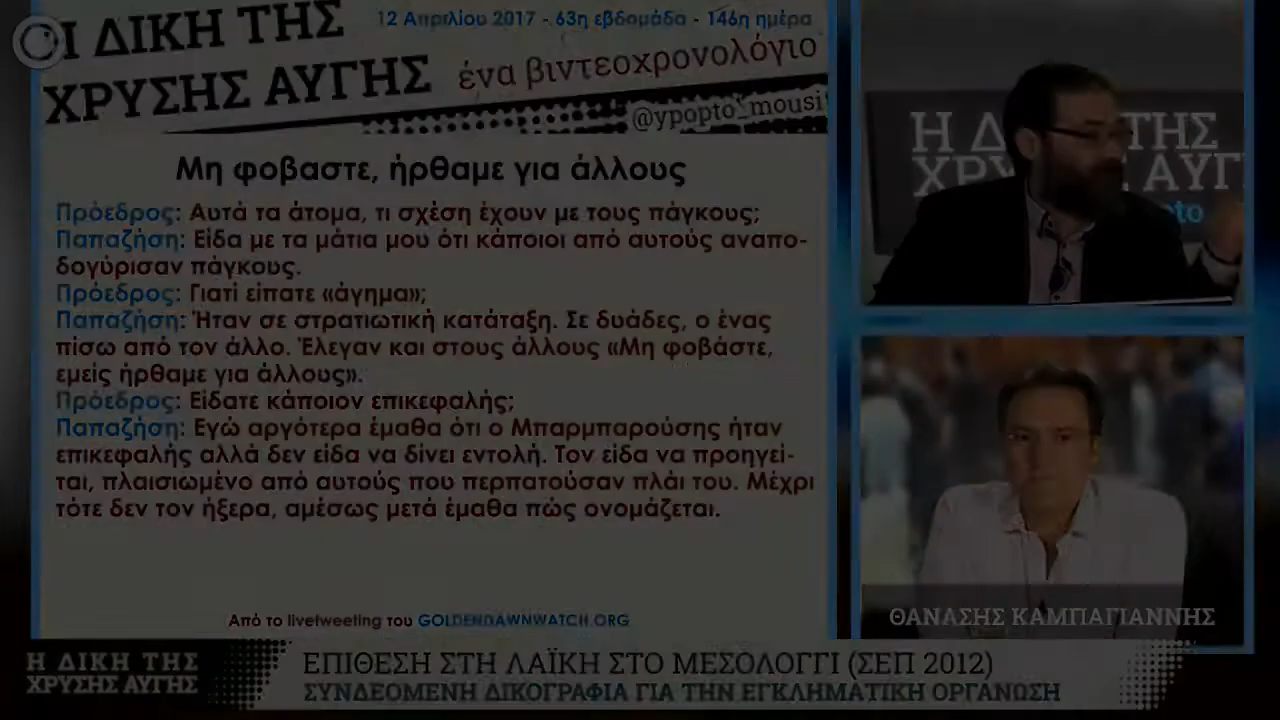 12 Απριλίου 2017 - 63η εβδομάδα - 146η ημέρα
Ι ΔΙΚΗ ΤΗΣ
ΧΡΥΣΗΣ ΑΥΓΗΣ
ένα βιντεοχρονολόγιο
@ypopto_mousi
Μη φοβαστε, ήρθαμε για άλλους
Πρόεδρος: Αυτά τα άτομα, τι σχέση έχουν με τους πάγκους;
Παπαζήση: Είδα με τα μάτια μου ότι κάποιοι από αυτούς αναπο-
δογύρισαν πάγκους.
Πρόεδρος: Γιατί είπατε «άγημα»;
Παπαζήση: Ήταν σε στρατιωτική κατάταξη. Σε δυάδες, ο ένας
πίσω από τον άλλο. Έλεγαν και στους άλλους «Μη φοβάστε,
εμείς ήρθαμε για άλλους».
Πρόεδρος: Είδατε κάποιον επικεφαλής;
Παπαζήση: Εγώ αργότερα έμαθα ότι ο Μπαρμπαρούσης ήταν
επικεφαλής αλλά δεν είδα να δίνει εντολή. Τον είδα να προηγεί-
ται, πλαισιωμένο από αυτούς που περπατούσαν πλάι του. Μέχρι
τότε δεν τον ήξερα, αμέσως μετά έμαθα πώς ονομάζεται.
Από το livetweeting του GOLDENDAWNWATCH.ORG
Η Δ ΤΗΣ
ΧΡΥ Σ ΑΥΓ
pto
ΘΑΝΑΣΗΣ ΚΑΜΠΑΓΙΑΝΝΗΣ
Η ΔΙΚΗ ΤΗΣ
ΧΡΥΣΗΣ ΑΥΓΗΣ
ΕΠΙΘΕΣΗ ΣΤΗ ΛΑΪΚΗ ΣΤΟ ΜΕΣΟΛΟΓΓΙ (ΣΕΠ 2012)
ΣΥΝΔΕΟΜΕΝΗ ΔΙΚΟΓΡΑΦΙΑ ΓΙΑ ΤΗΝ ΕΓΚΛΗΜΑΤΙΚΗ ΟΡΓΑΝΩΣΗ